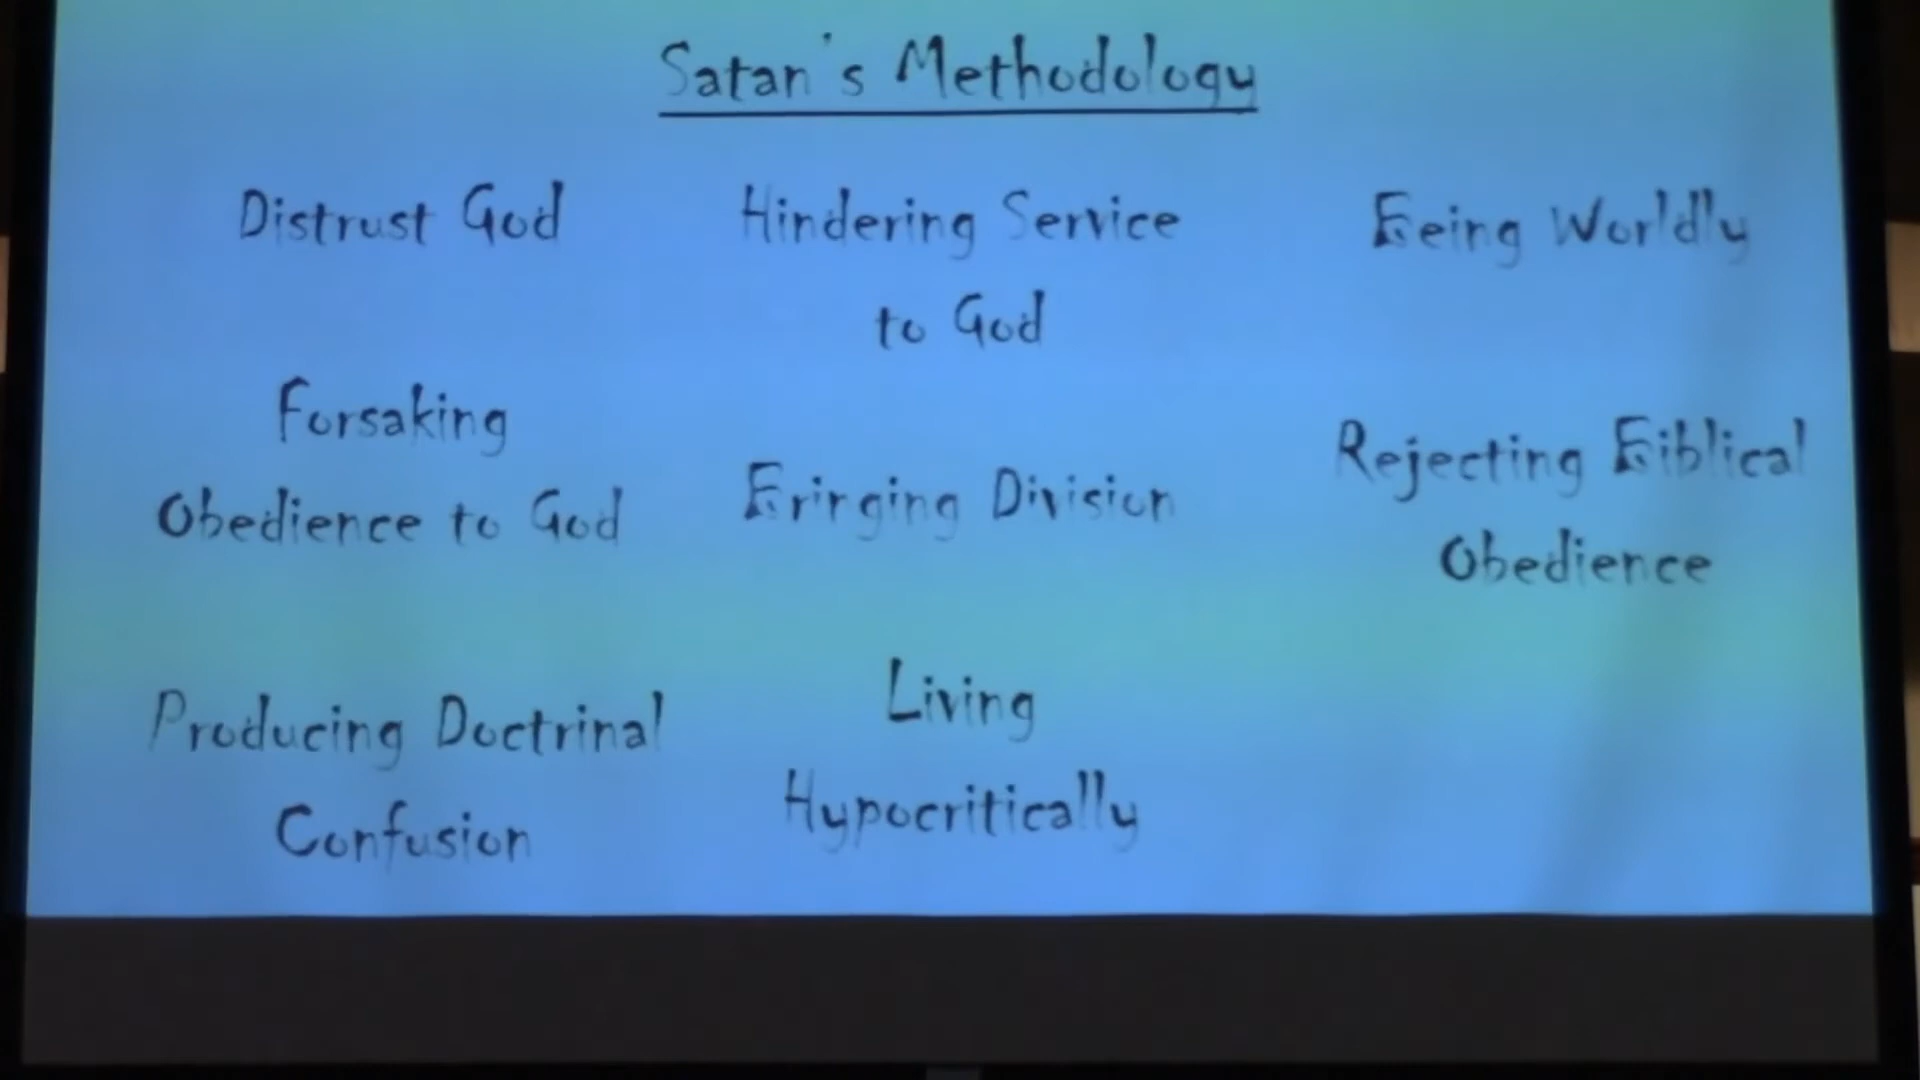 Satan's Methodology
Distrust God
Hindering Service
to God
Being Worldly
Forsaking
Obedience to God
Bringing Division
Rejecting Biblical
Obedience
Producing Doctrinal
Confusion
Living
Hypocritically